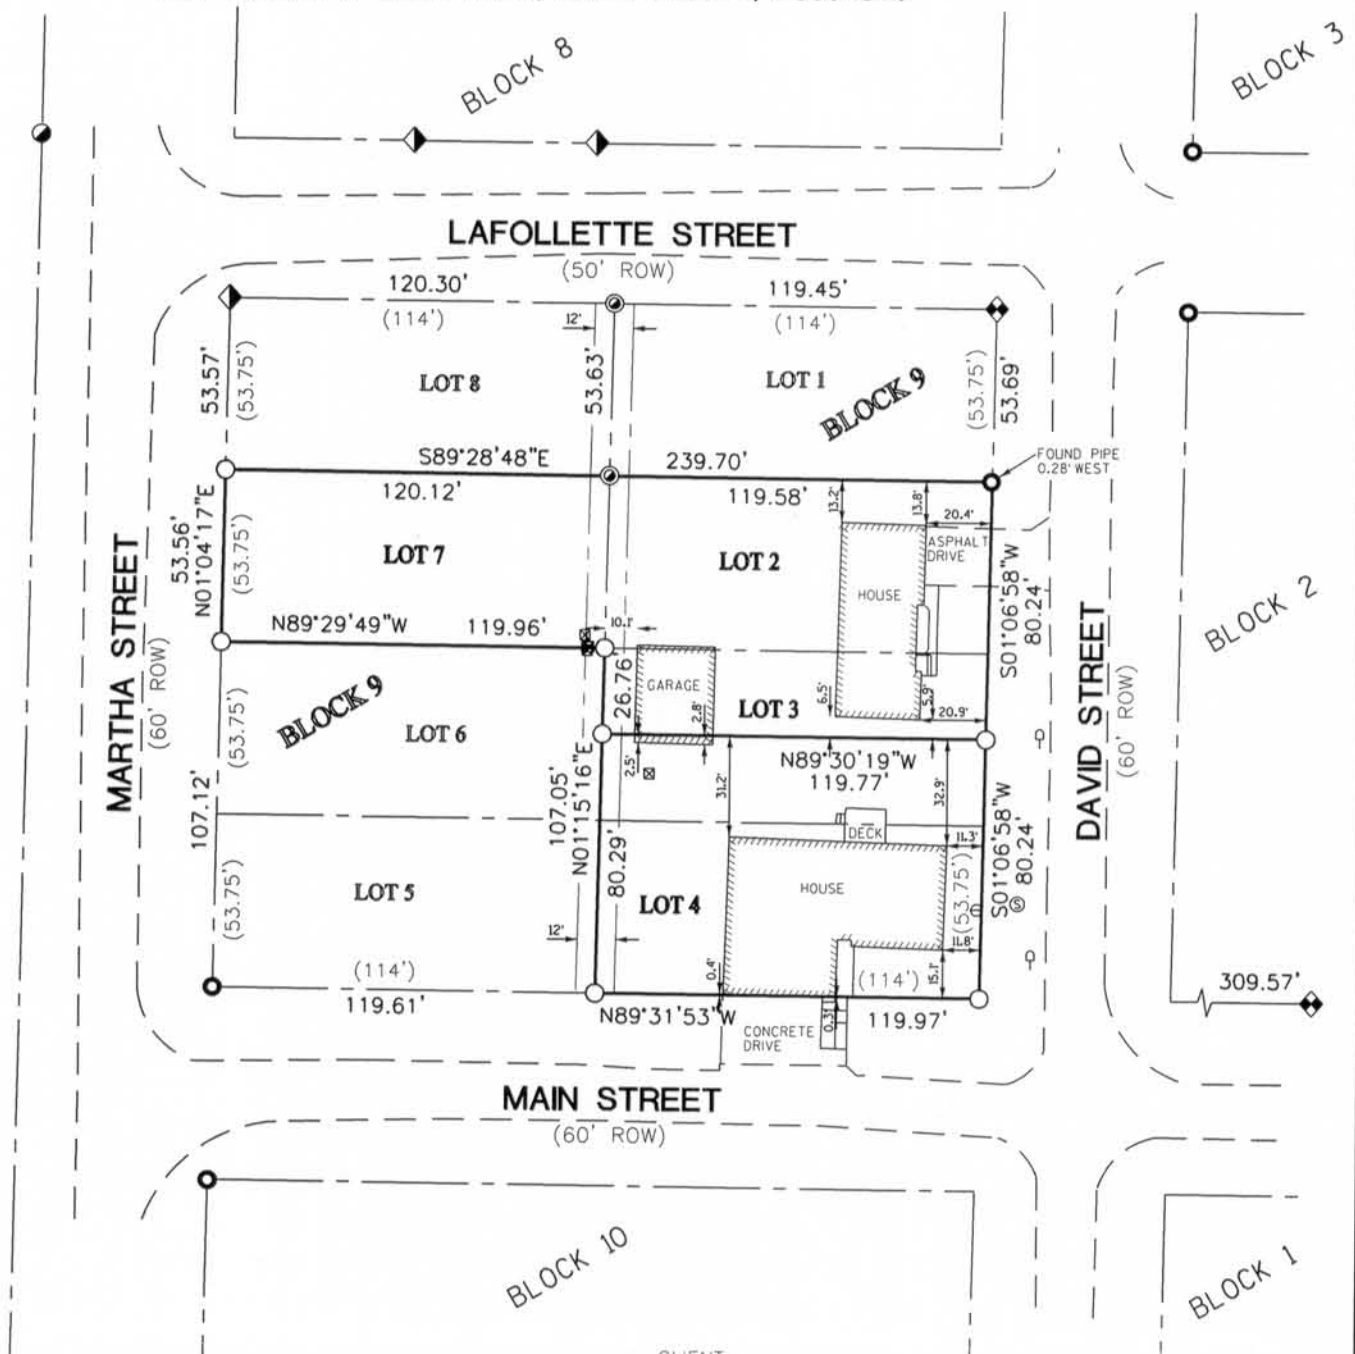 BLOCK 8
BLOCK 3
LAFOLLETTE STREET
(50' ROW)
120.30'
(114')
12'
119.45'
(114')
53.57'
(53.75')
LOT 8
53.63'
LOT 1
BLOCK 9
(53.75')
53.69'
FOUND PIPE
0.28' WEST
S89°28'48"E
239.70'
120.12'
119.58'
13.2'
13.8'
20.4'
ASPHALT
DRIVE
53.56'
N01°04'17"E
(53.75')
LOT 7
LOT 2
HOUSE
S01°06'58"W
80.24'
MARTHA STREET
(60' ROW)
DAVID STREET
(60' ROW)
BLOCK 2
N89°29'49"W
119.96'
10.1'
26.76
GARAGE
2.8'
6.5'
5.9'
20.9'
LOT 3
BLOCK 9
(53.75')
LOT 6
N89°30'19"W
119.77'
2.5'
31.2'
32.9'
107.12'
107.05'
N01°15'16"E
80.29'
DECK
11.3'
HOUSE
(53.75')
S01°06'58"W
80.24'
S
LOT 5
(53.75')
LOT 4
12'
11.8'
0.4'
15.1'
(114')
119.61'
(114')
309.57'
N89°31'53"W
0.3'
119.97'
CONCRETE
DRIVE
MAIN STREET
(60' ROW)
BLOCK 10
BLOCK 1